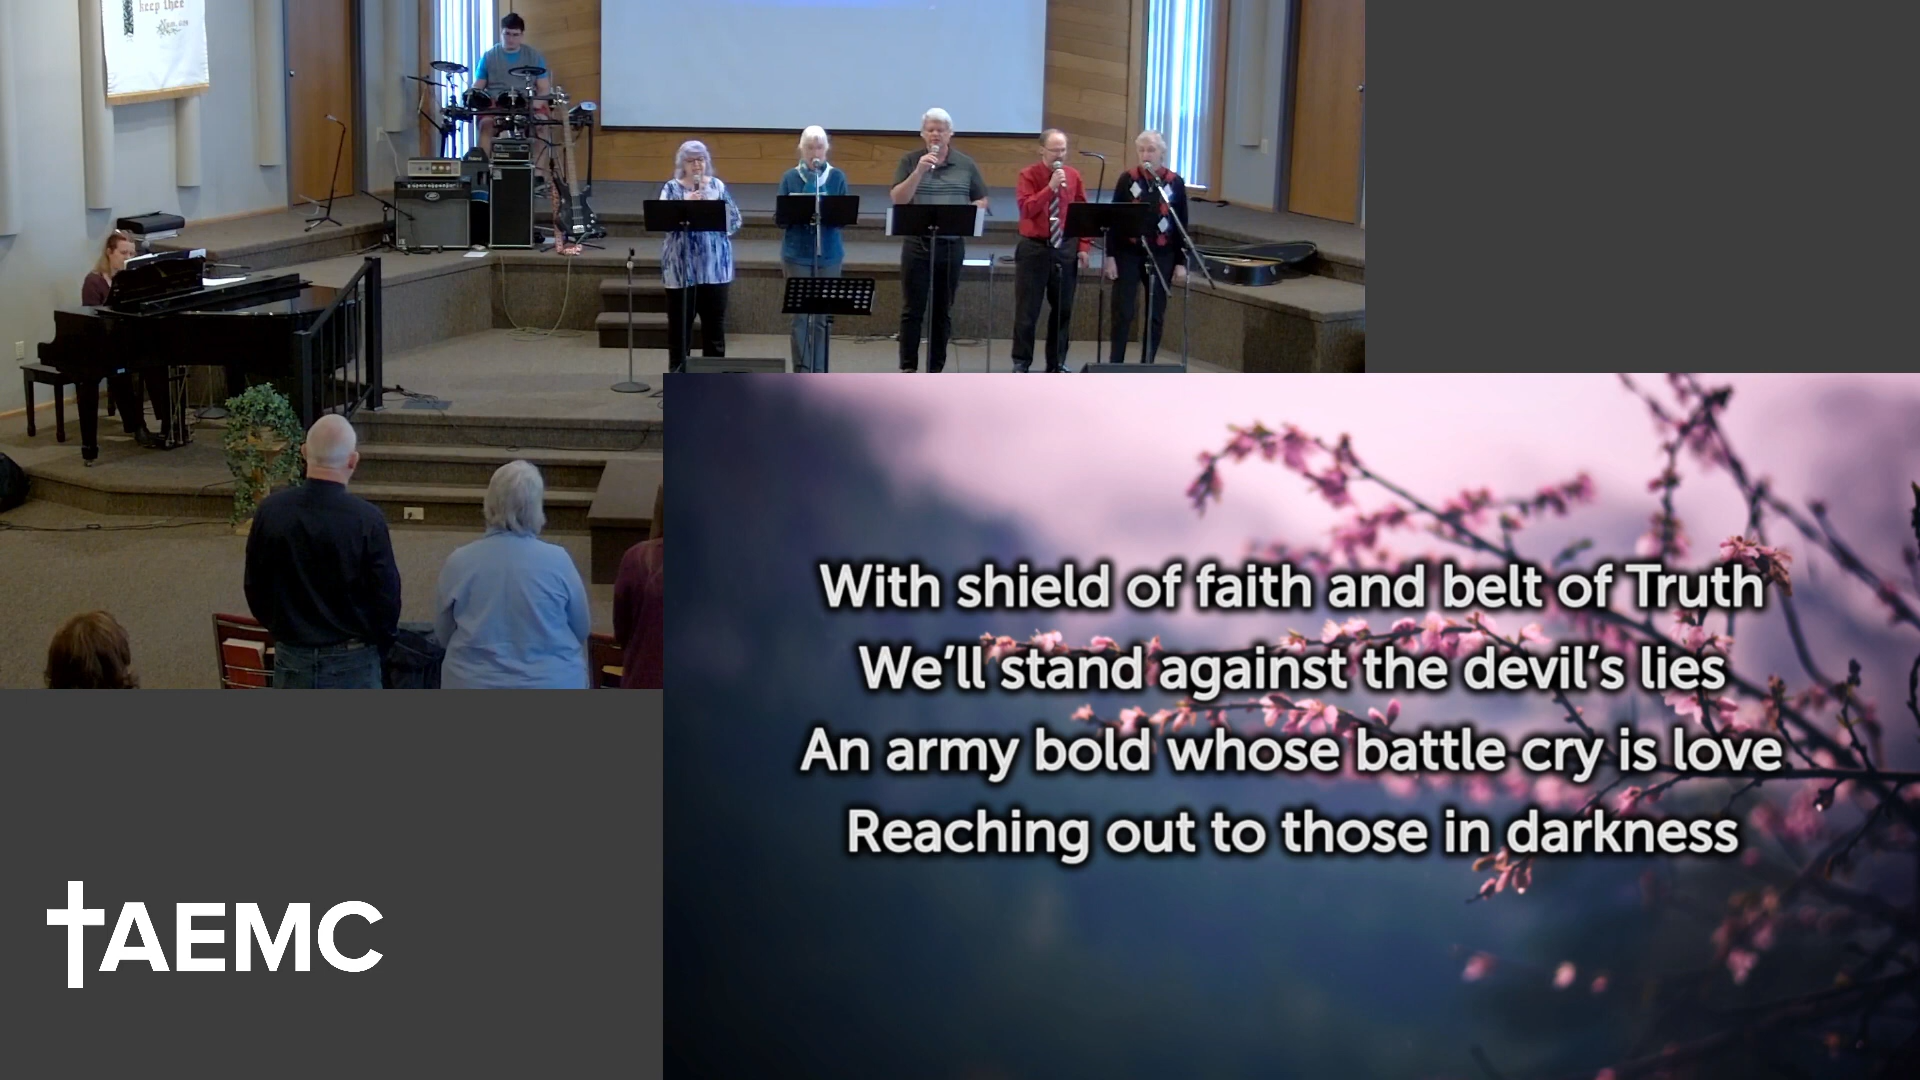 keep thee
With shield of faith and belt of Truth
We'll stand against the devil's lies
An army bold whose battle cry is love
Reaching out to those in darkness
AEMC